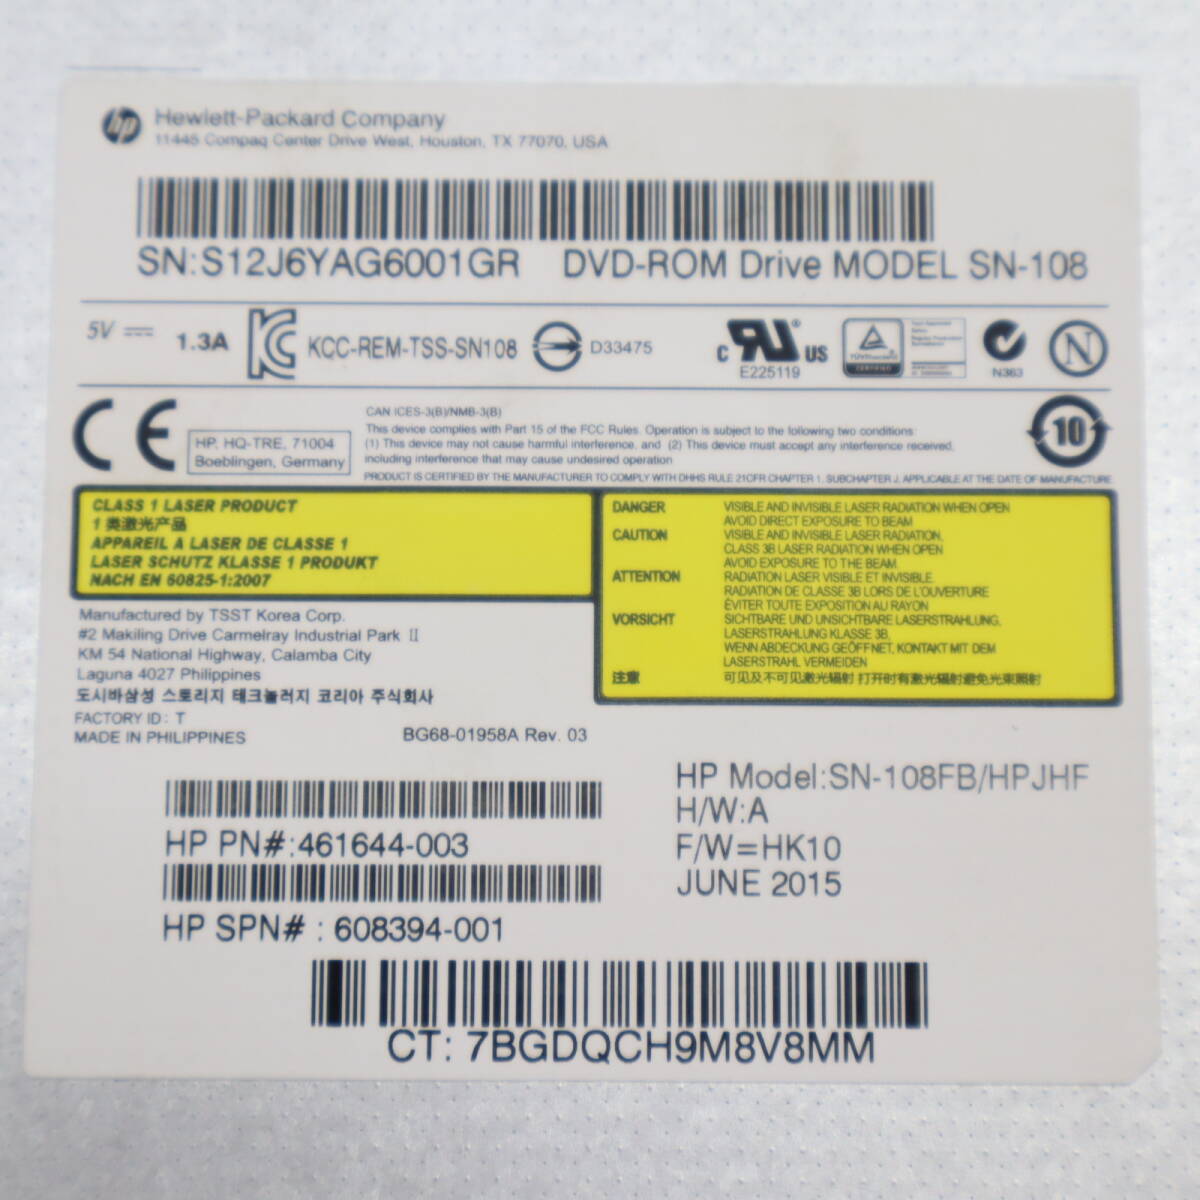 hp Hewlett-Packard Company
11445 Compaq Center Drive West, Houston, TX 77070, USA
SN:S12J6YAG6001GR DVD-ROM Drive MODEL SN-108
5V 1.3A KCC-REM-TSS-SN108 D33475 c RU US E225119 N363 N
CE
HP, HQ-TRE, 71004
Boeblingen, Germany
CAN ICES-3(B)/NMB-3(B)
This device complies with Part 15 of the FCC Rules. Operation is subject to the following two conditions:
(1) This device may not cause harmful interference, and (2) This device must accept any interference received,
including interference that may cause undesired operation
PRODUCT IS CERTIFIED BY THE MANUFACTURER TO COMPLY WITH DHHS RULE 21CFR CHAPTER 1, SUBCHAPTER J, APPLICABLE AT THE DATE OF MANUFACTURE
10
CLASS 1 LASER PRODUCT
1 类激光产品
APPAREIL A LASER DE CLASSE 1
LASER SCHUTZ KLASSE 1 PRODUKT
NACH EN 60825-1:2007
DANGER VISIBLE AND INVISIBLE LASER RADIATION WHEN OPEN
AVOID DIRECT EXPOSURE TO BEAM
CAUTION VISIBLE AND INVISIBLE LASER RADIATION,
CLASS 3B LASER RADIATION WHEN OPEN
AVOID EXPOSURE TO THE BEAM.
ATTENTION RADIATION LASER VISIBLE ET INVISIBLE.
RADIATION DE CLASSE 3B LORS DE L'OUVERTURE
ÉVITER TOUTE EXPOSITION AU RAYON
VORSICHT SICHTBARE UND UNSICHTBARE LASERSTRAHLUNG,
LASERSTRAHLUNG KLASSE 3B,
WENN ABDECKUNG GEÖFFNET, KONTAKT MIT DEM
LASERSTRAHL VERMEIDEN
注意 可见及不可见激光辐射 打开时有激光辐射避免光束照射
Manufactured by TSST Korea Corp.
#2 Makiling Drive Carmelray Industrial Park II
KM 54 National Highway, Calamba City
Laguna 4027 Philippines
도시바삼성 스토리지 테크놀러지 코리아 주식회사
FACTORY ID: T
MADE IN PHILIPPINES BG68-01958A Rev. 03
HP PN#:461644-003
HP SPN# : 608394-001
HP Model:SN-108FB/HPJHF
H/W:A
F/W=HK10
JUNE 2015
CT: 7BGDQCH9M8V8MM